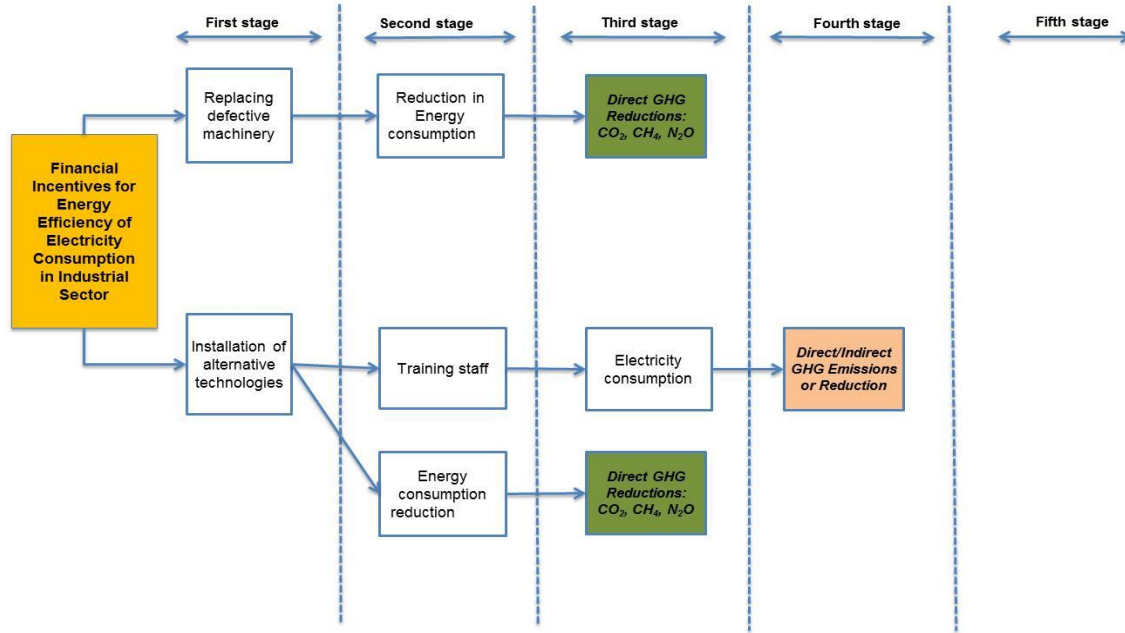 First stage
Second stage
Third stage
Fourth stage
Fifth stage
Financial
Incentives for
Energy
Efficiency of
Electricity
Consumption
in Industrial
Sector
Replacing
defective
machinery
Reduction in
Energy
consumption
Direct GHG
Reductions:
CO₂, CH₄, N₂O
Installation of
alternative
technologies
Training staff
Electricity
consumption
Direct/Indirect
GHG Emissions
or Reduction
Energy
consumption
reduction
Direct GHG
Reductions:
CO₂, CH₄, N₂O